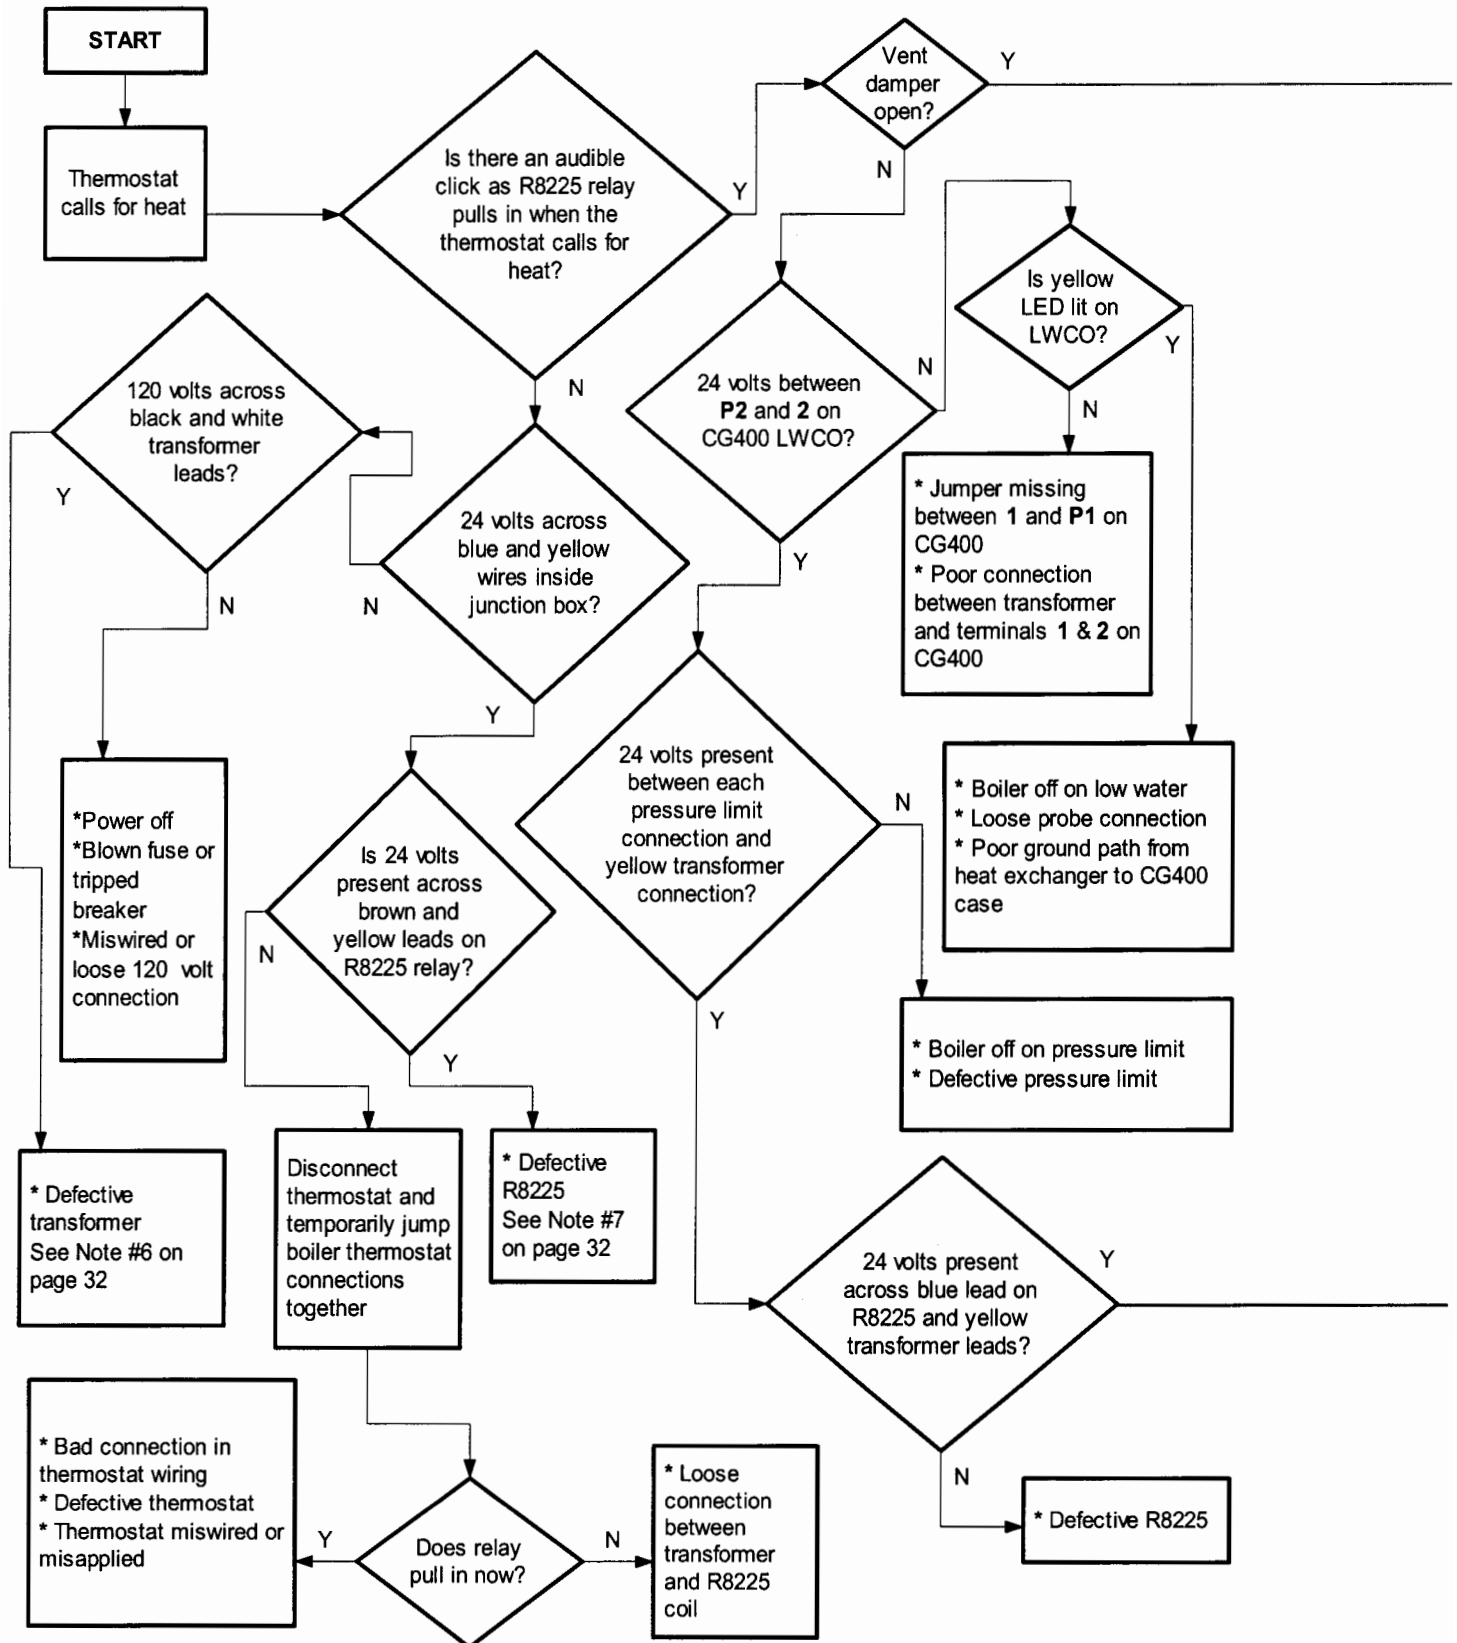 START
Thermostat
calls for heat
Is there an audible
click as R8225 relay
pulls in when the
thermostat calls for
heat?
Y
Vent
damper
open?
Y
N
N
120 volts across
black and white
transformer
leads?
Y
N
24 volts across
blue and yellow
wires inside
junction box?
N
Y
24 volts between
P2 and 2 on
CG400 LWCO?
N
Y
Is yellow
LED lit on
LWCO?
Y
N
* Jumper missing
between 1 and P1 on
CG400
* Poor connection
between transformer
and terminals 1 & 2 on
CG400
*Power off
*Blown fuse or
tripped
breaker
*Miswired or
loose 120 volt
connection
Is 24 volts
present across
brown and
yellow leads on
R8225 relay?
N
Y
24 volts present
between each
pressure limit
connection and
yellow transformer
connection?
N
Y
* Boiler off on low water
* Loose probe connection
* Poor ground path from
heat exchanger to CG400
case
* Boiler off on pressure limit
* Defective pressure limit
* Defective
transformer
See Note #6 on
page 32
Disconnect
thermostat and
temporarily jump
boiler thermostat
connections
together
* Defective
R8225
See Note #7
on page 32
24 volts present
across blue lead on
R8225 and yellow
transformer leads?
Y
N
* Defective R8225
* Bad connection in
thermostat wiring
* Defective thermostat
* Thermostat miswired or
misapplied
Y
Does relay
pull in now?
N
* Loose
connection
between
transformer
and R8225
coil